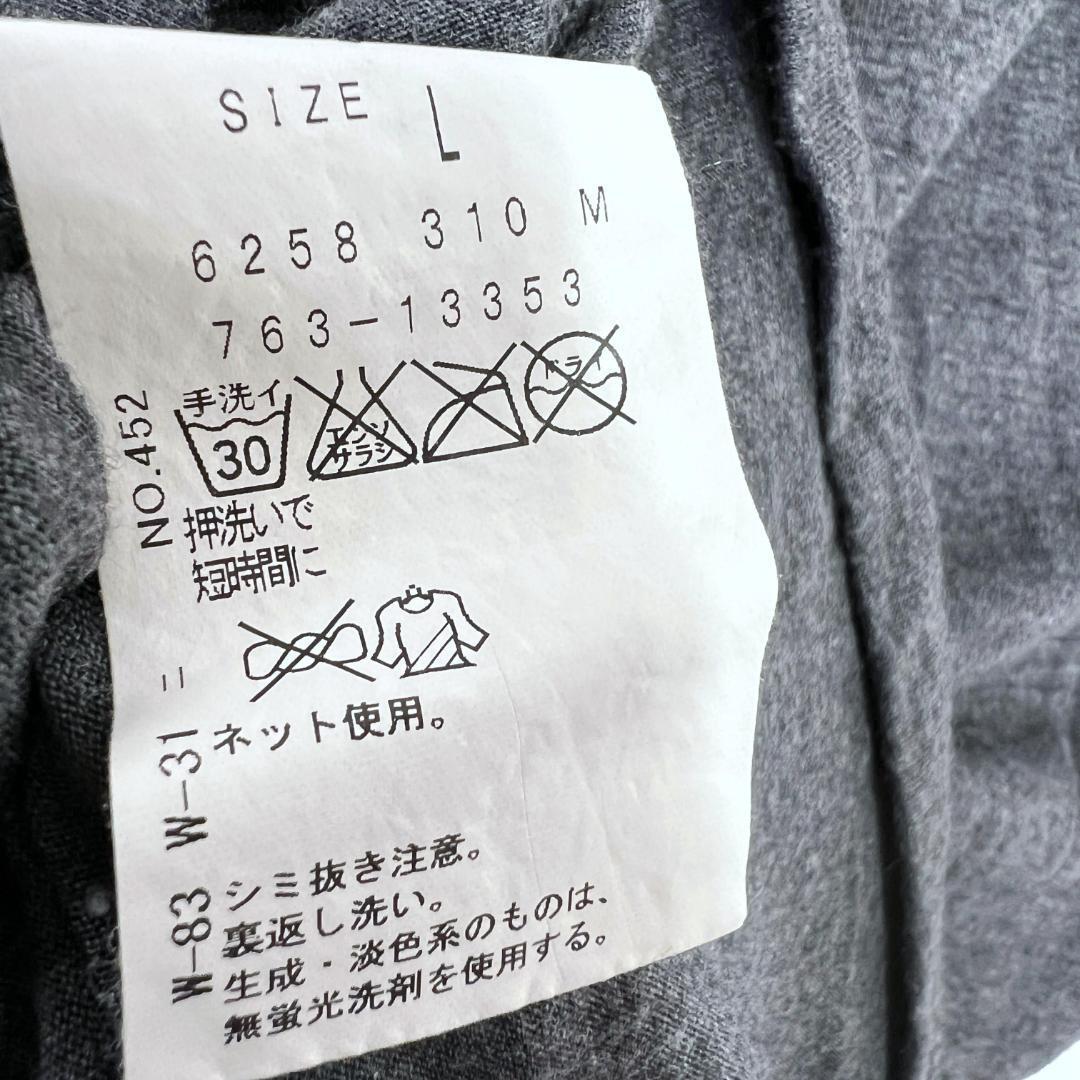 SIZE L
6258 310 M
763-13353
手洗イ
30
エンソ
サラシ
ドライ
押洗いで
短時間に
ネット使用。
シミ抜き注意。
裏返し洗い。
生成・淡色系のものは、
無蛍光洗剤を使用する。
NO.452
W-31 =
W-83